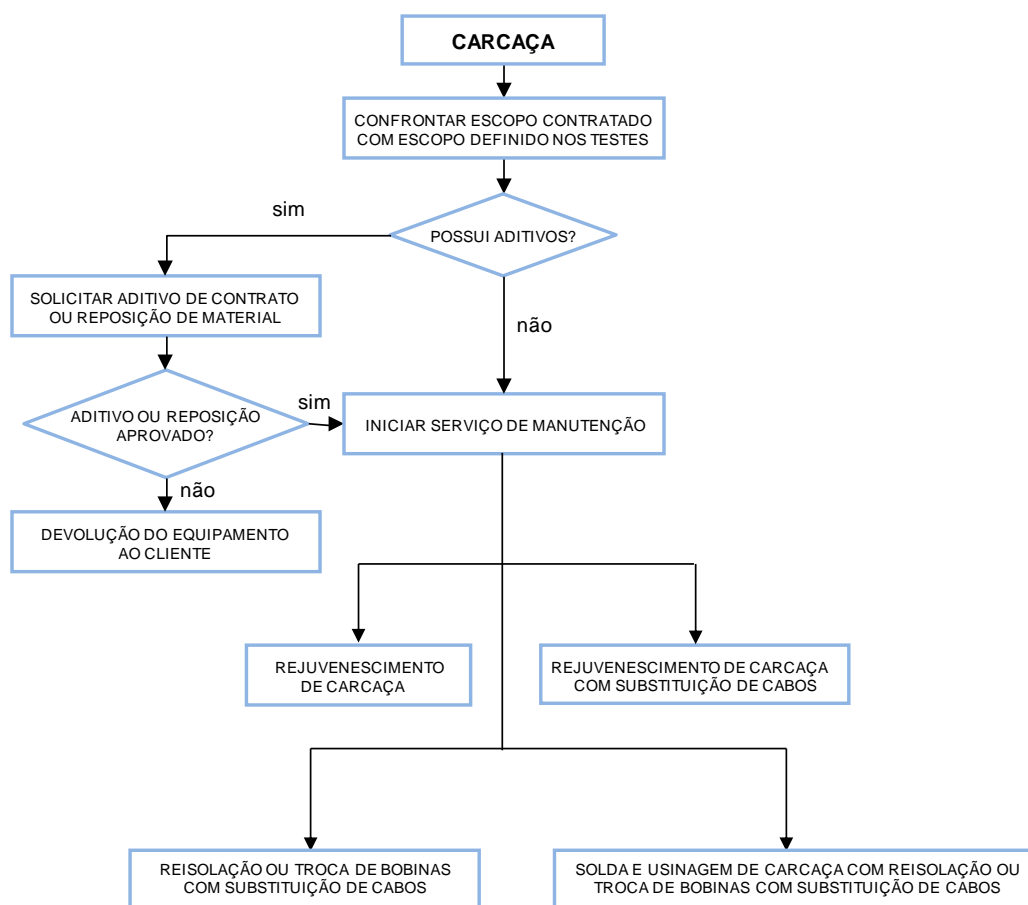 CARCAÇA
CONFRONTAR ESCOPO CONTRATADO
COM ESCOPO DEFINIDO NOS TESTES
sim
POSSUI ADITIVOS?
SOLICITAR ADITIVO DE CONTRATO
OU REPOSIÇÃO DE MATERIAL
não
sim
ADITIVO OU REPOSIÇÃO
APROVADO?
INICIAR SERVIÇO DE MANUTENÇÃO
não
DEVOLUÇÃO DO EQUIPAMENTO
AO CLIENTE
REJUVENESCIMENTO
DE CARCAÇA
REJUVENESCIMENTO DE CARCAÇA
COM SUBSTITUIÇÃO DE CABOS
REISOLAÇÃO OU TROCA DE BOBINAS
COM SUBSTITUIÇÃO DE CABOS
SOLDA E USINAGEM DE CARCAÇA COM REISOLAÇÃO OU
TROCA DE BOBINAS COM SUBSTITUIÇÃO DE CABOS